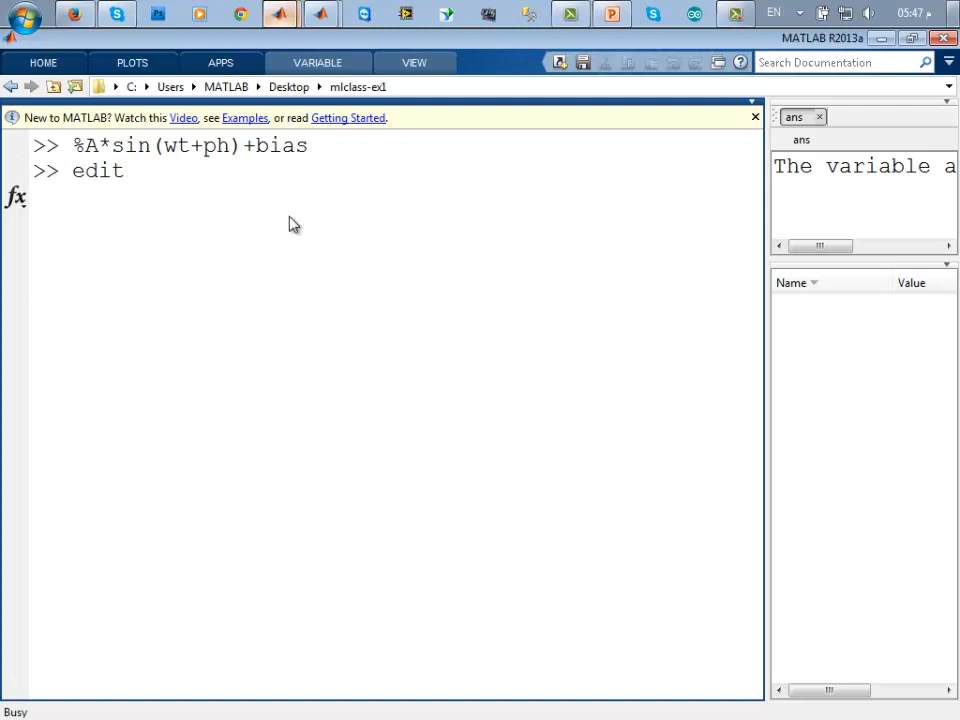 EN
05:47 م
MATLAB R2013a
HOME PLOTS APPS VARIABLE VIEW
Search Documentation
C: Users MATLAB Desktop mlclass-ex1
New to MATLAB? Watch this Video, see Examples, or read Getting Started.
>> %A*sin(wt+ph)+bias
>> edit
fx
ans
ans
The variable a
Name Value
Busy